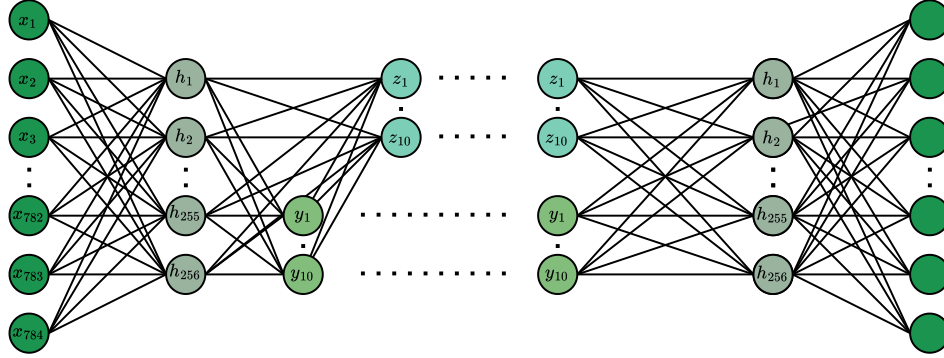 x₁
x₂
x₃
x₇₈₂
x₇₈₃
x₇₈₄
h₁
h₂
h₂₅₅
h₂₅₆
y₁
y₁₀
z₁
z₁₀
z₁
z₁₀
y₁
y₁₀
h₁
h₂
h₂₅₅
h₂₅₆